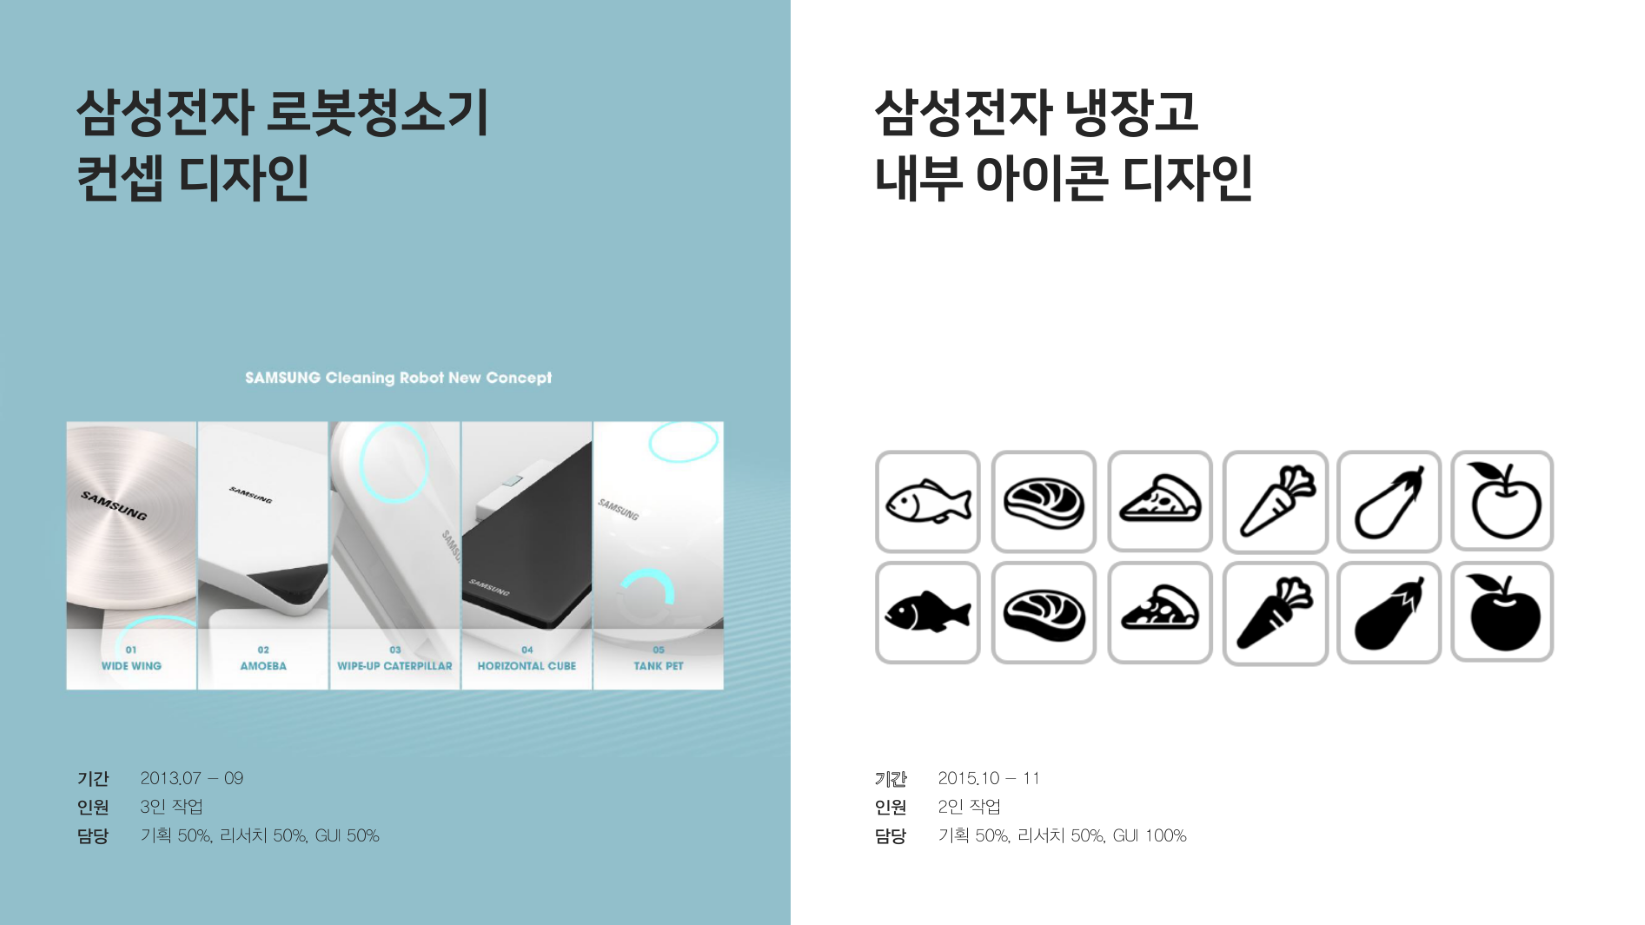 삼성전자 로봇청소기
컨셉 디자인
SAMSUNG Cleaning Robot New Concept
SAMSUNG
SAMSUNG
SAMSUNG
SAMSUNG
01
WIDE WING
02
AMOEBA
03
WIPE-UP CATERPILLAR
04
HORIZONTAL CUBE
05
TANK PET
기간 2013.07 – 09
인원 3인 작업
담당 기획 50%, 리서치 50%, GUI 50%
삼성전자 냉장고
내부 아이콘 디자인
기간 2015.10 – 11
인원 2인 작업
담당 기획 50%, 리서치 50%, GUI 100%